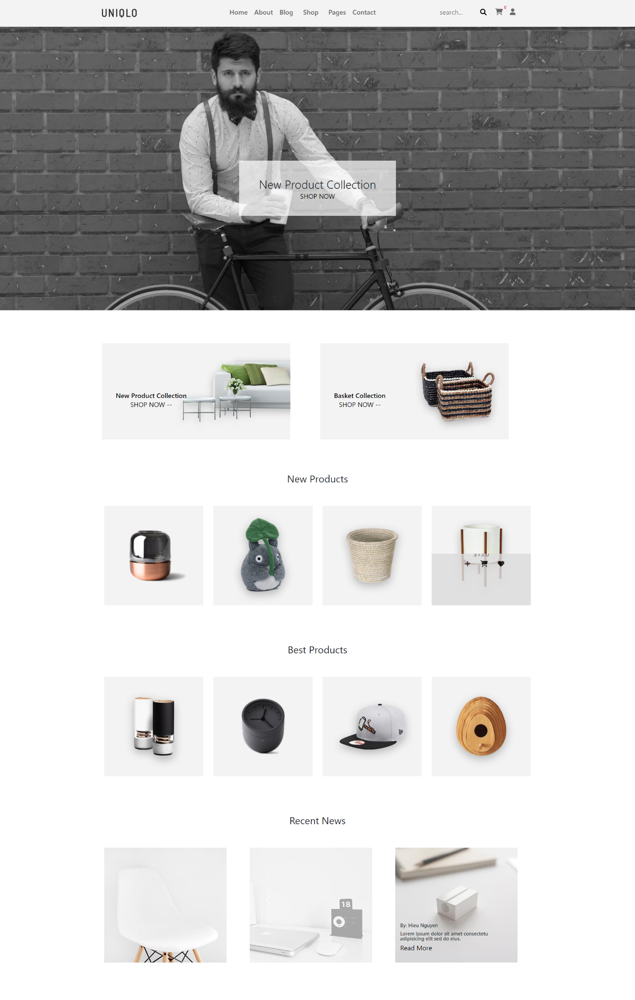 UNIQLO
Home About Blog Shop Pages Contact
search...
0
New Product Collection
SHOP NOW
New Product Collection
SHOP NOW --
Basket Collection
SHOP NOW --
New Products
$15.0
Best Products
Recent News
18
By: Hieu Nguyen
Lorem ipsum dolor sit amet consectetu
adipisicing elit sed do eius.
Read More